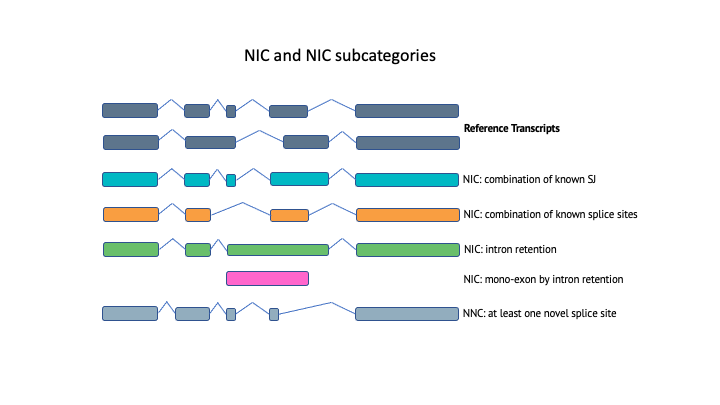 NIC and NIC subcategories
Reference Transcripts
NIC: combination of known SJ
NIC: combination of known splice sites
NIC: intron retention
NIC: mono-exon by intron retention
NNC: at least one novel splice site